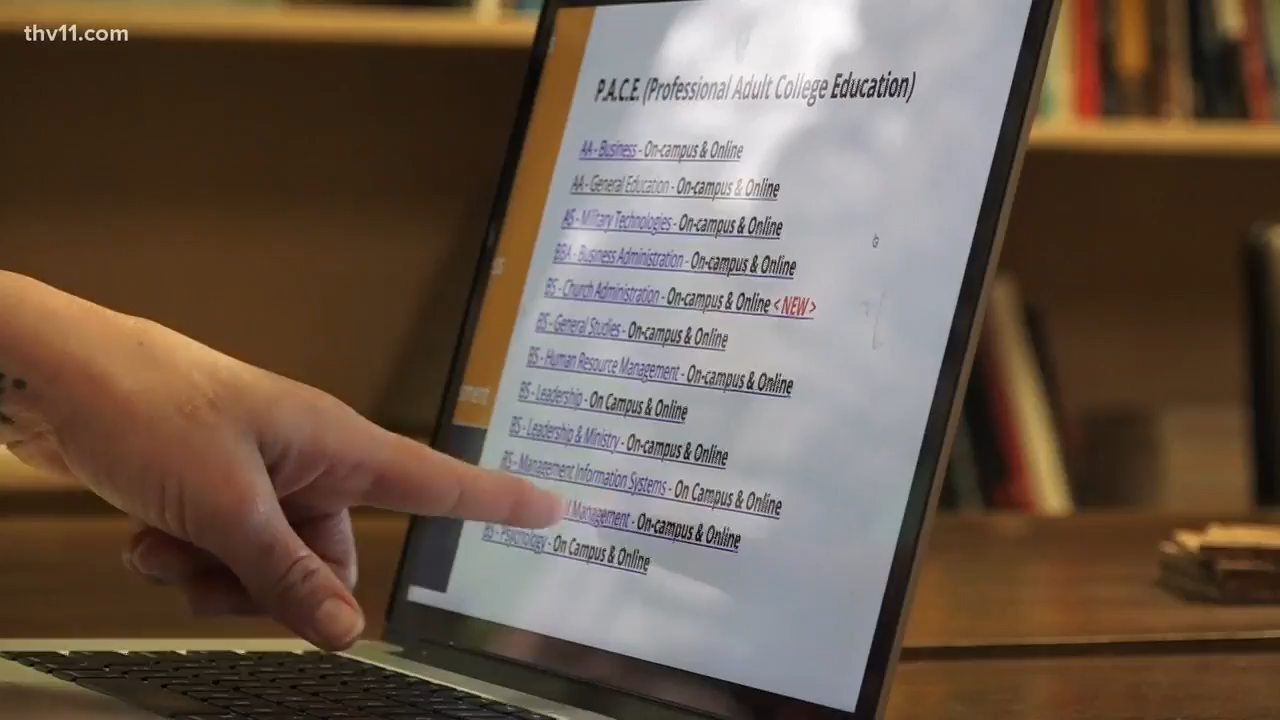 thv11.com
P.A.C.E. (Professional Adult College Education)
AA - Business - On-campus & Online
AA - General Education - On-campus & Online
AS - Military Technologies - On-campus & Online
BBA - Business Administration - On-campus & Online
BS - Church Administration - On-campus & Online <NEW>
BS - General Studies - On-campus & Online
BS - Human Resource Management - On-campus & Online
BS - Leadership - On Campus & Online
BS - Leadership & Ministry - On-campus & Online
BS - Management Information Systems - On Campus & Online
Management - On-campus & Online
BS - Psychology - On Campus & Online